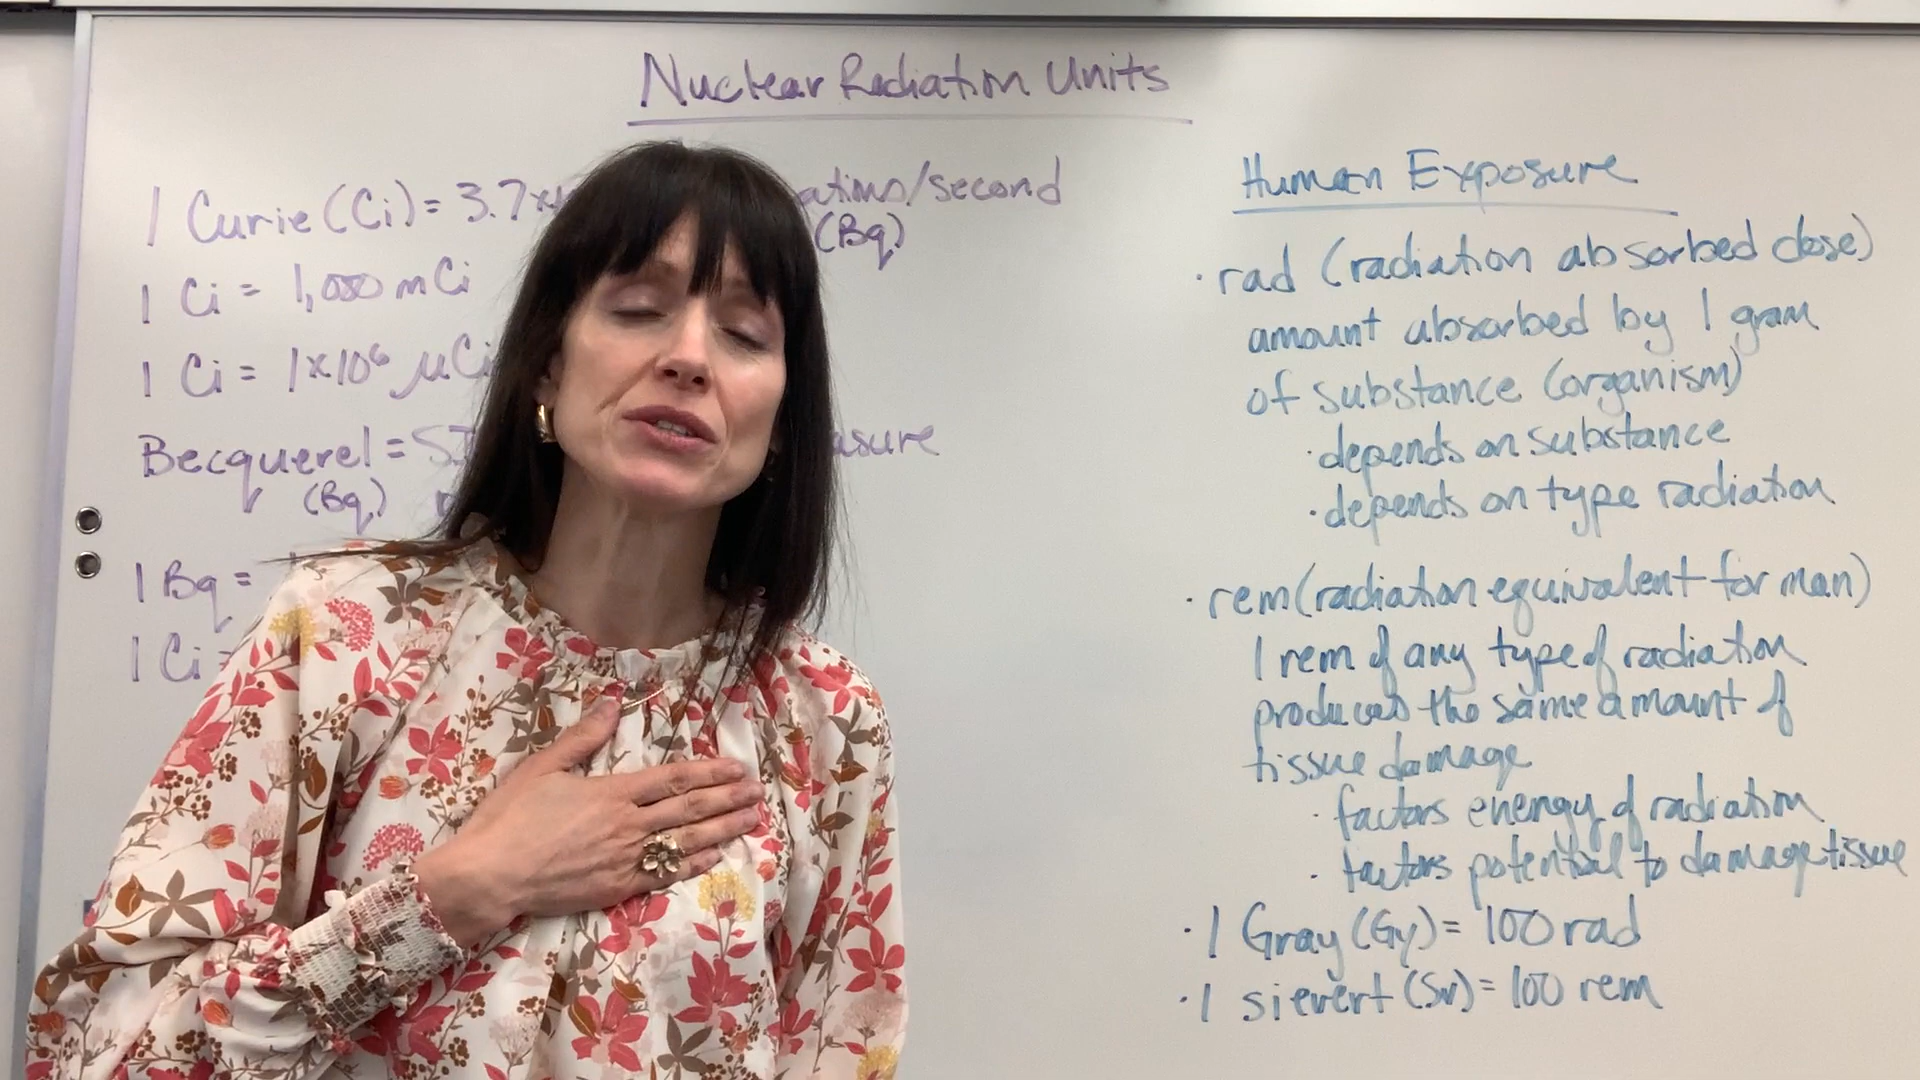 Nuclear Radiation Units
1 Curie (Ci) = 3.7x1
ations/second
(Bq)
1 Ci = 1,000 mCi
1 Ci = 1x10⁶ μCi
Becquerel = SI
asure
(Bq)
1 Bq =
1 Ci =
Human Exposure
· rad (radiation absorbed dose)
amount absorbed by 1 gram
of substance (organism)
· depends on substance
· depends on type radiation
· rem (radiation equivalent for man)
1 rem of any type of radiation
produces the same amount of
tissue damage
· factors energy of radiation
· factors potential to damage tissue
· 1 Gray (Gy) = 100 rad
· 1 sievert (Sv) = 100 rem